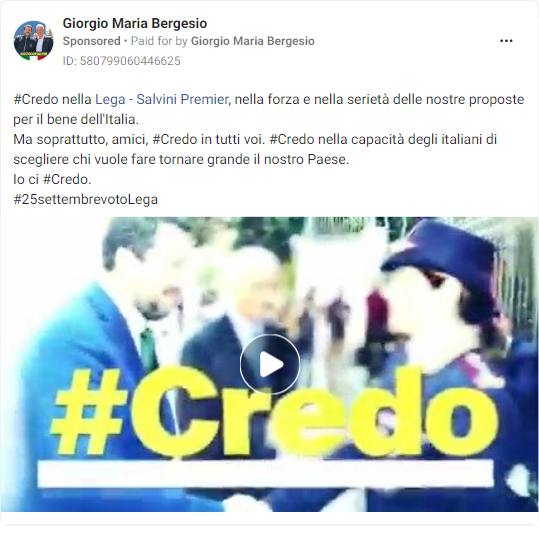 Giorgio Maria Bergesio
Sponsored • Paid for by Giorgio Maria Bergesio
ID: 580799060446625
#Credo nella Lega - Salvini Premier, nella forza e nella serietà delle nostre proposte
per il bene dell'Italia.
Ma soprattutto, amici, #Credo in tutti voi. #Credo nella capacità degli italiani di
scegliere chi vuole fare tornare grande il nostro Paese.
Io ci #Credo.
#25settembrevotoLega
#Credo